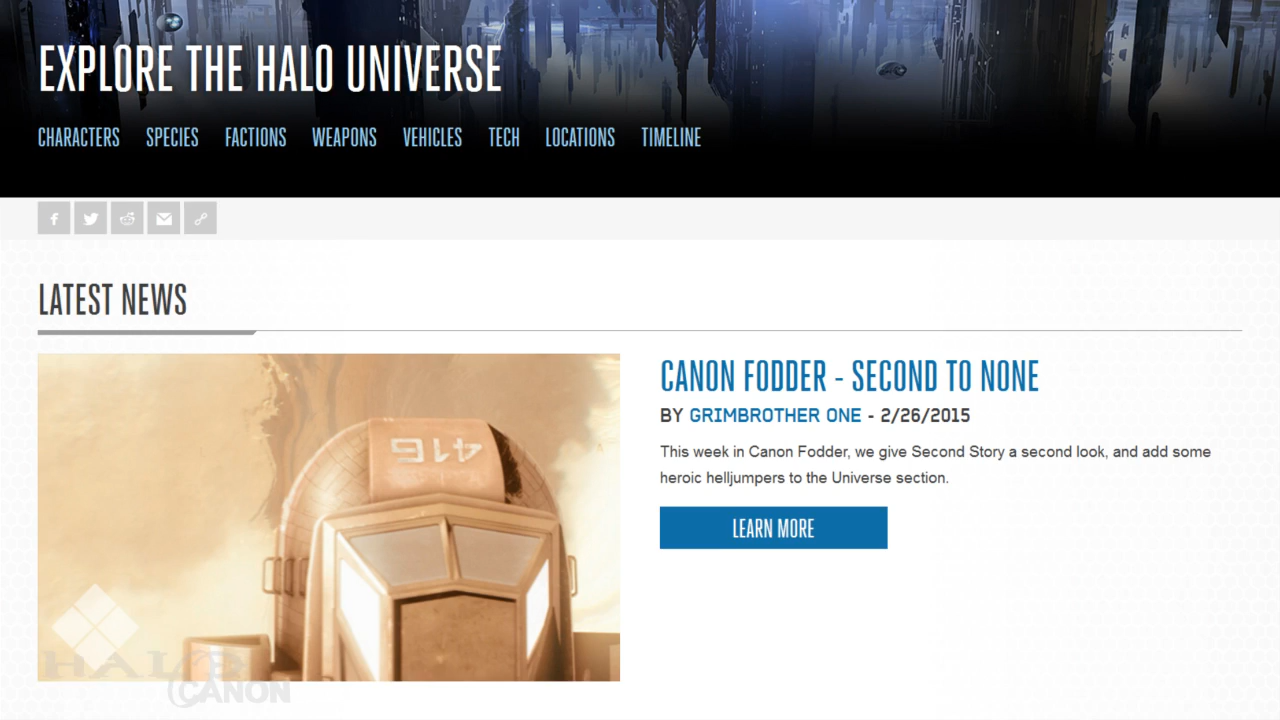 EXPLORE THE HALO UNIVERSE
CHARACTERS SPECIES FACTIONS WEAPONS VEHICLES TECH LOCATIONS TIMELINE
LATEST NEWS
416
CANON FODDER - SECOND TO NONE
BY GRIMBROTHER ONE - 2/26/2015
This week in Canon Fodder, we give Second Story a second look, and add some
heroic helljumpers to the Universe section.
LEARN MORE
HALO
CANON